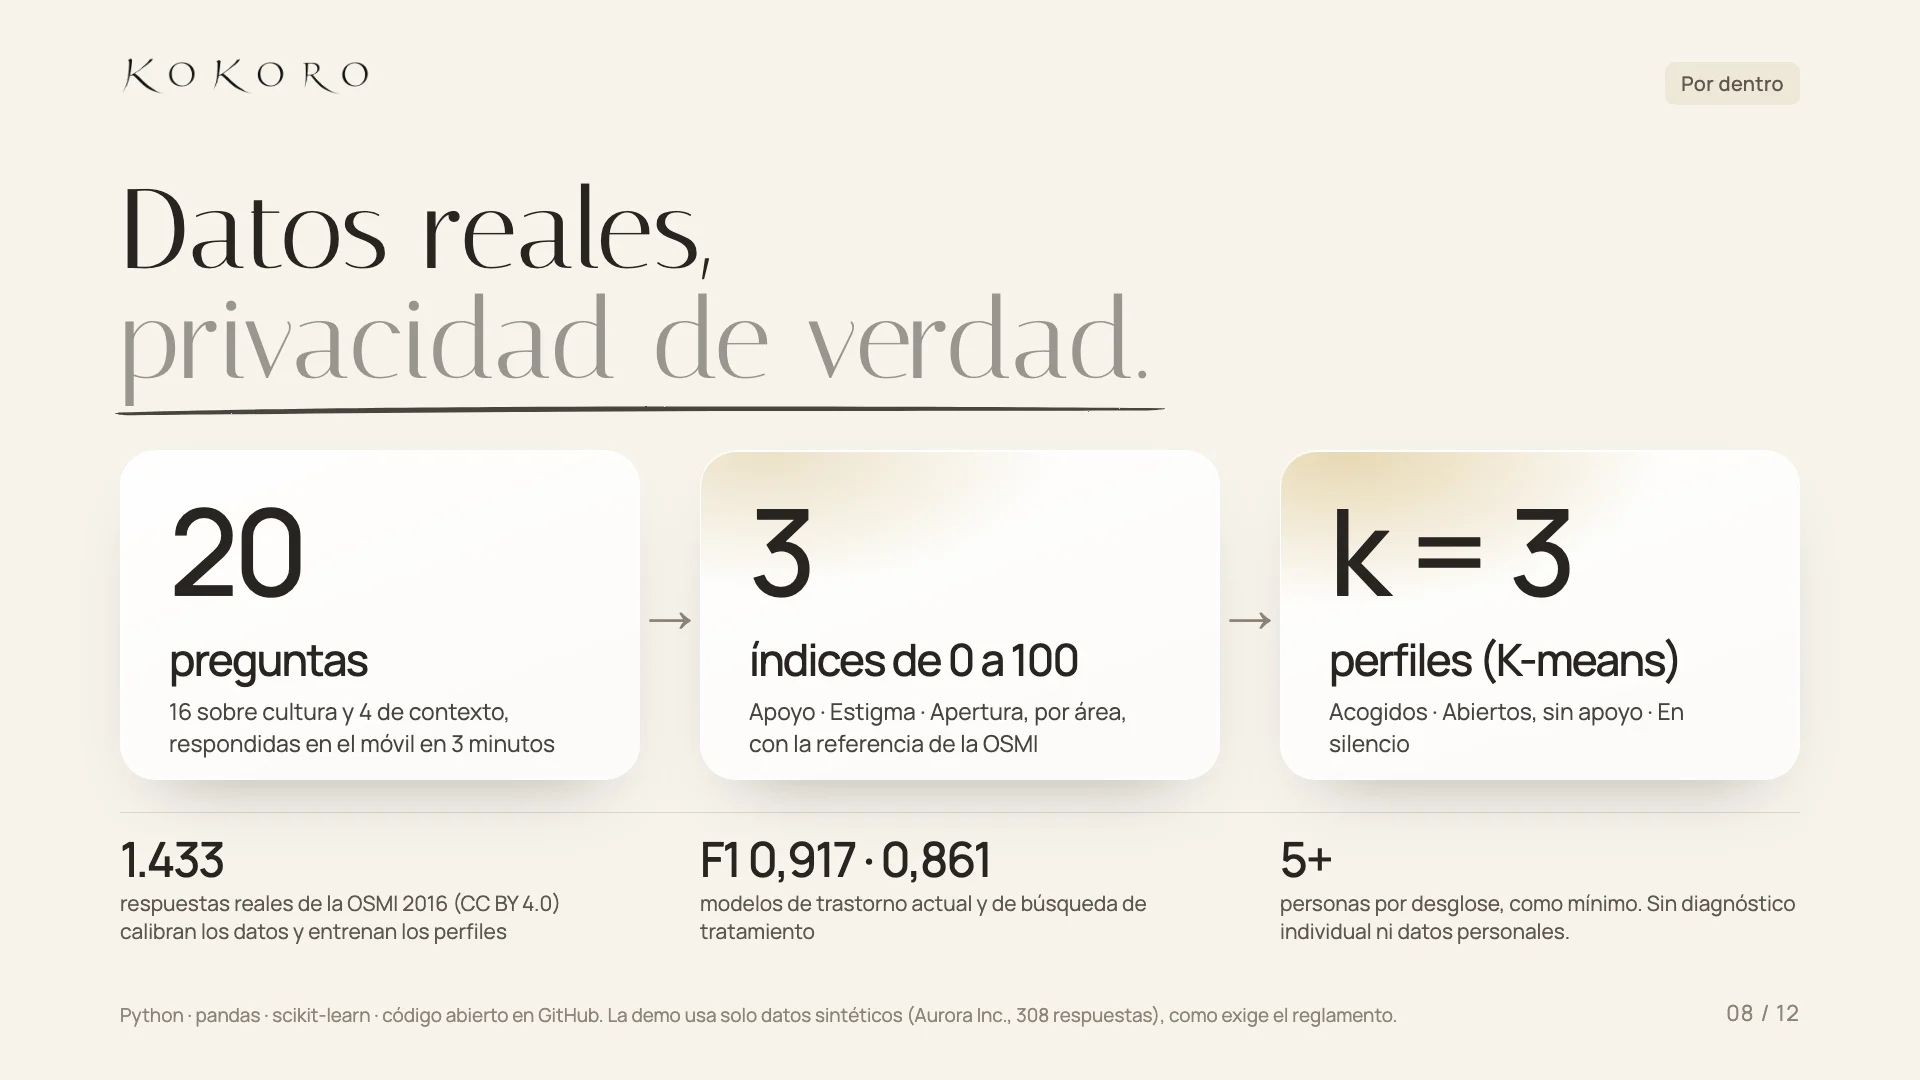 KOKORO
Por dentro
Datos reales,
privacidad de verdad.
20
preguntas
16 sobre cultura y 4 de contexto,
respondidas en el móvil en 3 minutos
→
3
índices de 0 a 100
Apoyo · Estigma · Apertura, por área,
con la referencia de la OSMI
→
k = 3
perfiles (K-means)
Acogidos · Abiertos, sin apoyo · En
silencio
1.433
respuestas reales de la OSMI 2016 (CC BY 4.0)
calibran los datos y entrenan los perfiles
F1 0,917 · 0,861
modelos de trastorno actual y de búsqueda de
tratamiento
5+
personas por desglose, como mínimo. Sin diagnóstico
individual ni datos personales.
Python · pandas · scikit-learn · código abierto en GitHub. La demo usa solo datos sintéticos (Aurora Inc., 308 respuestas), como exige el reglamento.
08 / 12